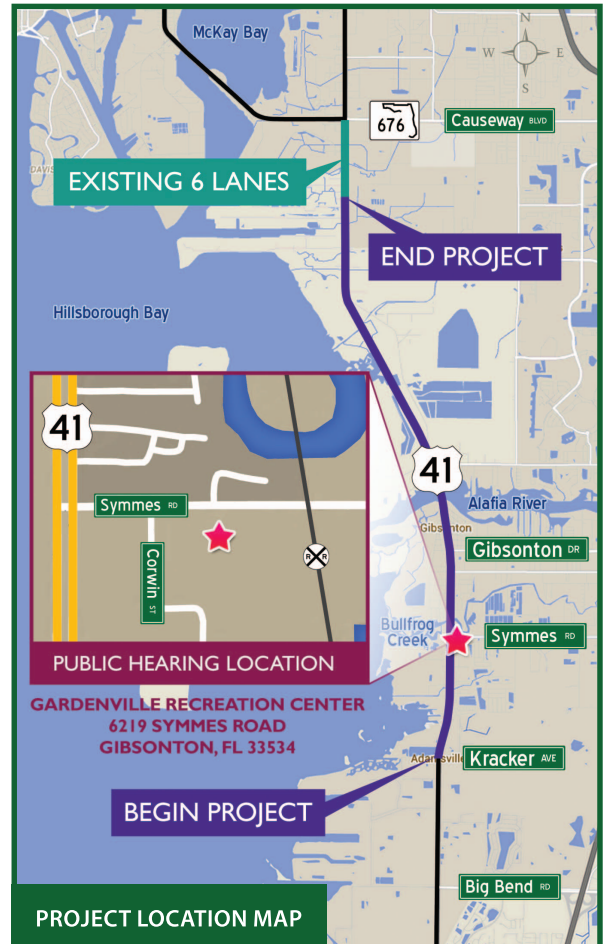 McKay Bay
N
W E
S
676
Causeway BLVD
EXISTING 6 LANES
DAVIS
END PROJECT
Hillsborough Bay
41
41
Alafia River
Symmes RD
Gibsonton
Gibsonton DR
Corwin ST
R R
Bullfrog
Creek
Symmes RD
PUBLIC HEARING LOCATION
GARDENVILLE RECREATION CENTER
6219 SYMMES ROAD
GIBSONTON, FL 33534
Adamsville
Kracker AVE
BEGIN PROJECT
Big Bend RD
PROJECT LOCATION MAP